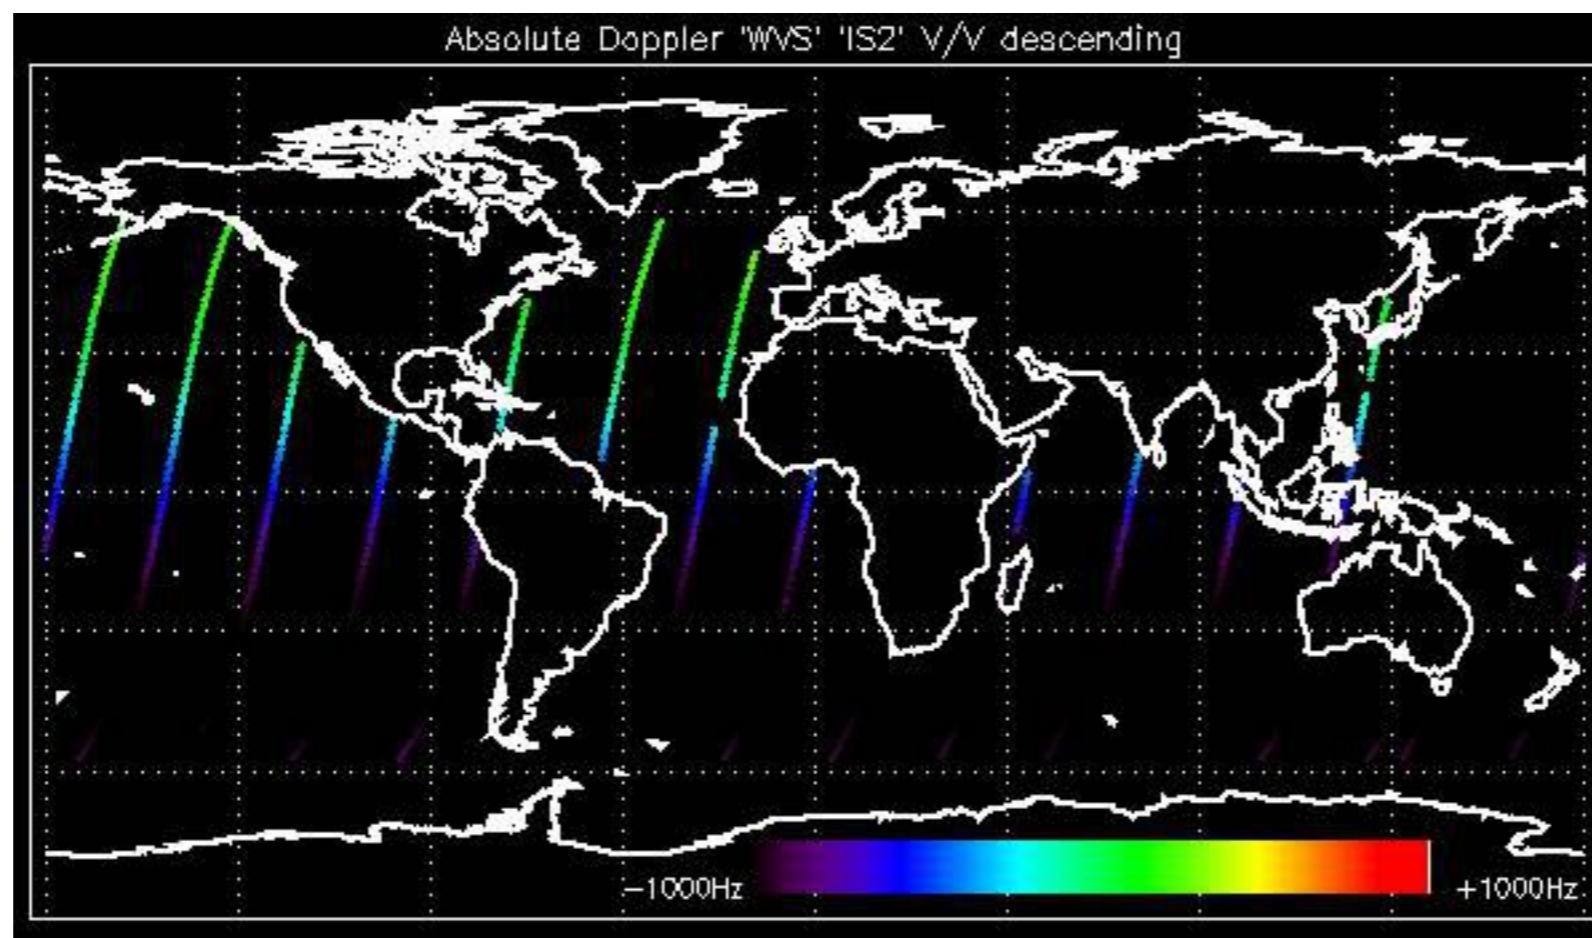 Absolute Doppler 'WVS' 'IS2' V/V descending
−1000Hz +1000Hz